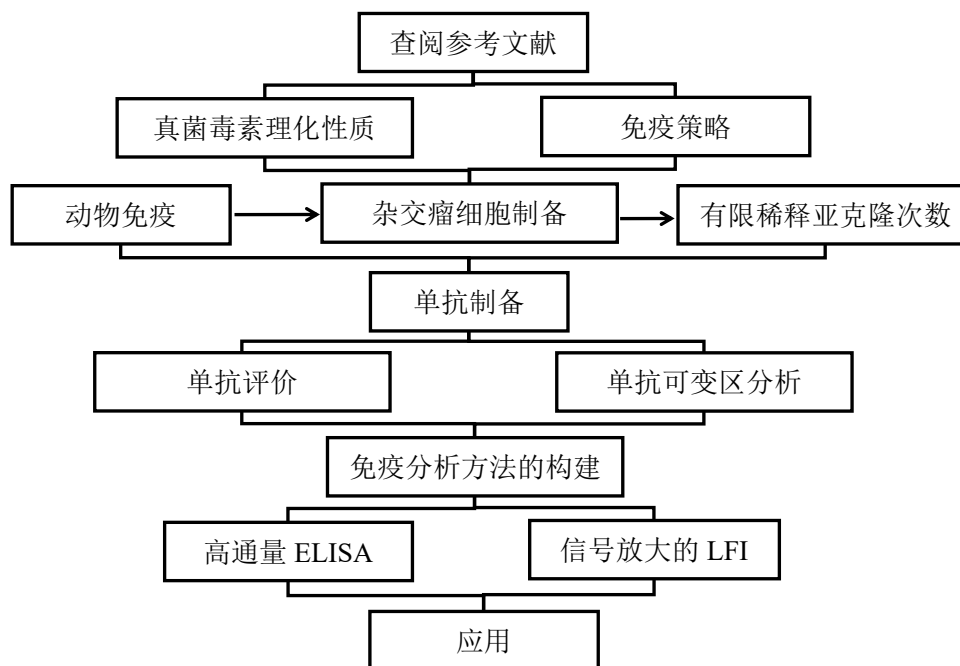 查阅参考文献
真菌毒素理化性质
免疫策略
动物免疫
杂交瘤细胞制备
有限稀释亚克隆次数
单抗制备
单抗评价
单抗可变区分析
免疫分析方法的构建
高通量 ELISA
信号放大的 LFI
应用